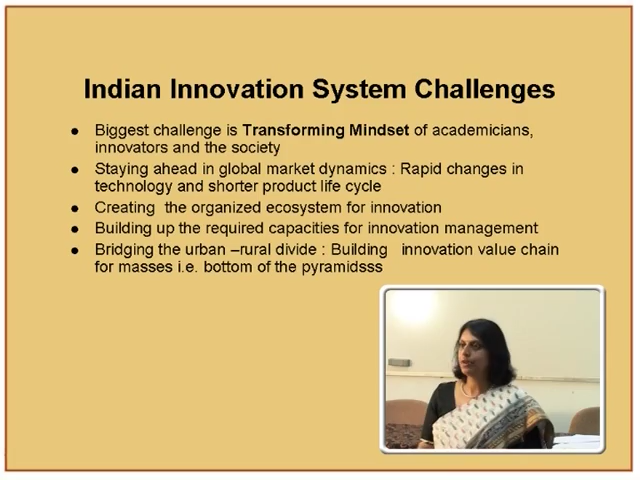 Indian Innovation System Challenges
● Biggest challenge is Transforming Mindset of academicians,
innovators and the society
● Staying ahead in global market dynamics : Rapid changes in
technology and shorter product life cycle
● Creating  the organized ecosystem for innovation
● Building up the required capacities for innovation management
● Bridging the urban –rural divide : Building   innovation value chain
for masses i.e. bottom of the pyramidsss